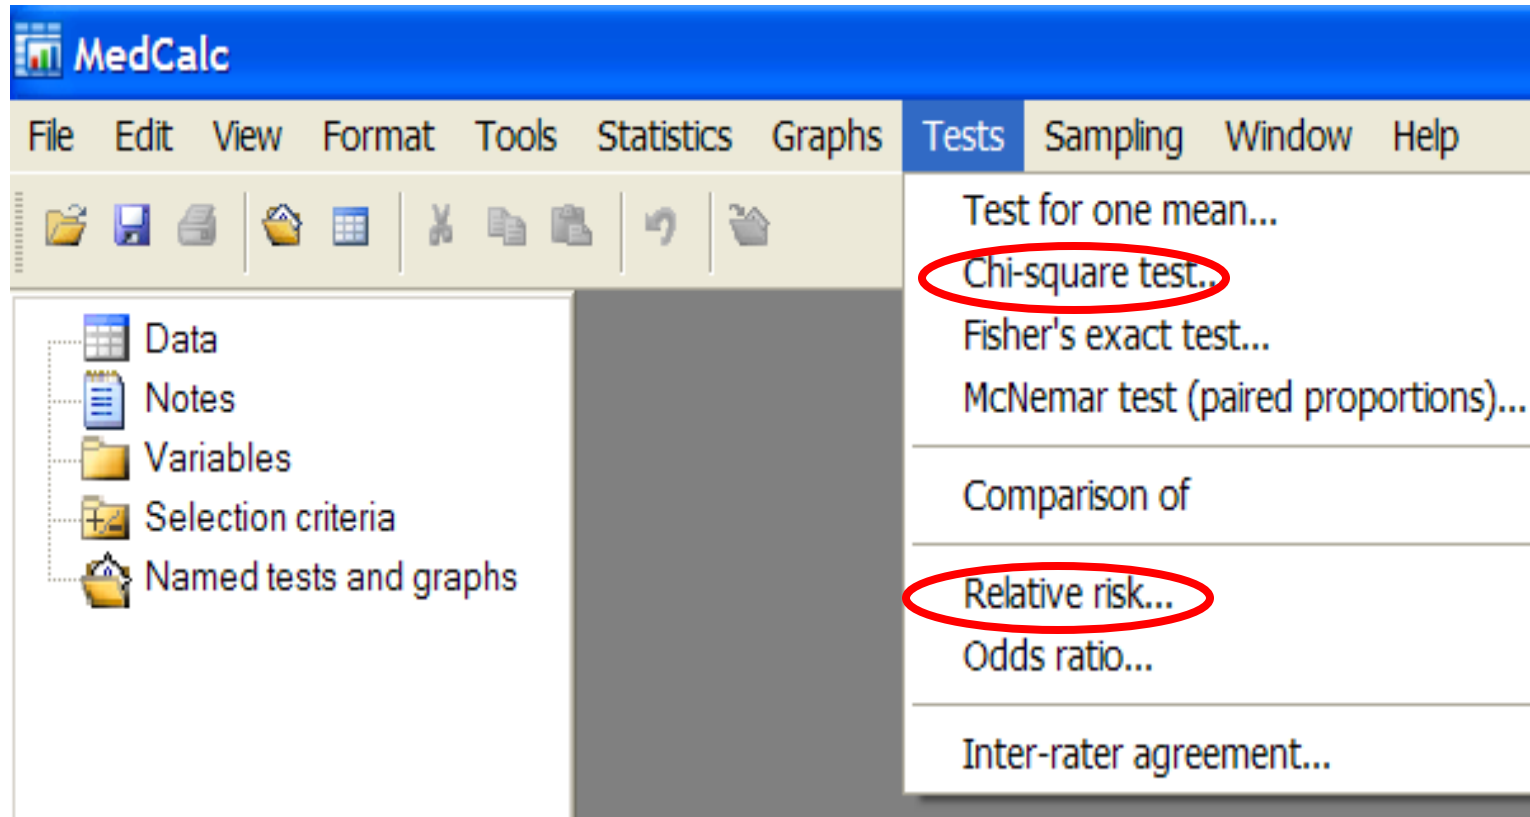 MedCalc
File Edit View Format Tools Statistics Graphs Tests Sampling Window Help
Test for one mean...
Chi-square test..
Fisher's exact test...
McNemar test (paired proportions)...
Comparison of
Relative risk...
Odds ratio...
Inter-rater agreement...
Data
Notes
Variables
Selection criteria
Named tests and graphs